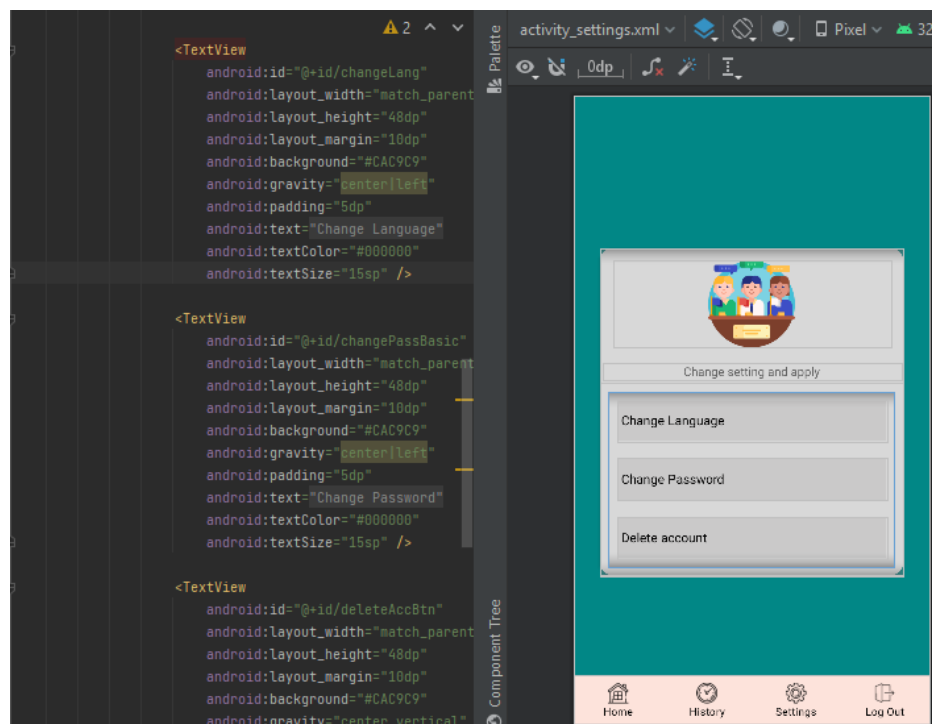 2
<TextView
android:id="@+id/changeLang"
android:layout_width="match_parent
android:layout_height="48dp"
android:layout_margin="10dp"
android:background="#CAC9C9"
android:gravity="center|left"
android:padding="5dp"
android:text="Change Language"
android:textColor="#000000"
android:textSize="15sp" />
<TextView
android:id="@+id/changePassBasic"
android:layout_width="match_parent
android:layout_height="48dp"
android:layout_margin="10dp"
android:background="#CAC9C9"
android:gravity="center|left"
android:padding="5dp"
android:text="Change Password"
android:textColor="#000000"
android:textSize="15sp" />
<TextView
android:id="@+id/deleteAccBtn"
android:layout_width="match_parent
android:layout_height="48dp"
android:layout_margin="10dp"
android:background="#CAC9C9"
android:gravity="center_vertical"
Palette
Component Tree
activity_settings.xml
Pixel
32
0dp
Change setting and apply
Change Language
Change Password
Delete account
Home
History
Settings
Log Out